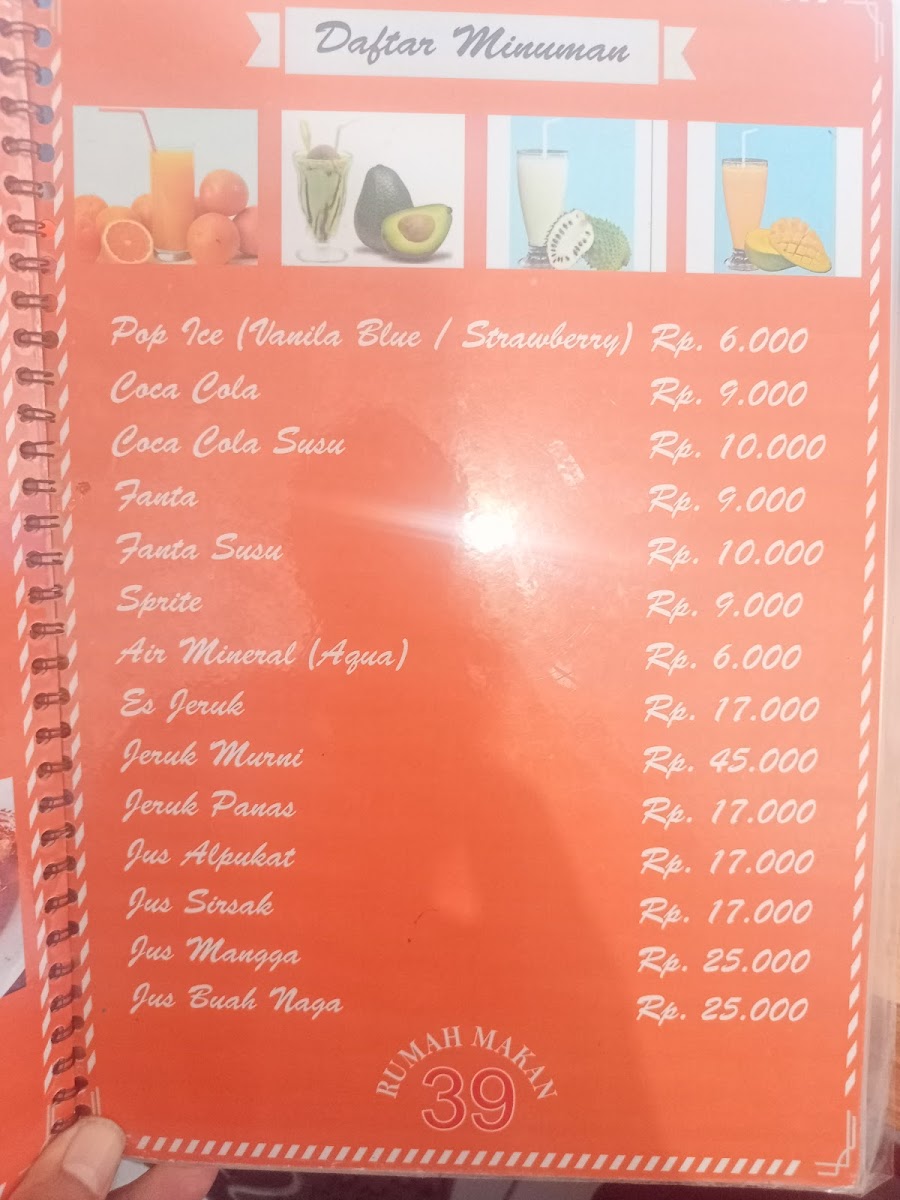 Daftar Minuman
Pop Ice (Vanila Blue / Strawberry) Rp. 6.000
Coca Cola Rp. 9.000
Coca Cola Susu Rp. 10.000
Fanta Rp. 9.000
Fanta Susu Rp. 10.000
Sprite Rp. 9.000
Air Mineral (Aqua) Rp. 6.000
Es Jeruk Rp. 17.000
Jeruk Murni Rp. 45.000
Jeruk Panas Rp. 17.000
Jus Alpukat Rp. 17.000
Jus Sirsak Rp. 17.000
Jus Mangga Rp. 25.000
Jus Buah Naga Rp. 25.000
RUMAH MAKAN
39